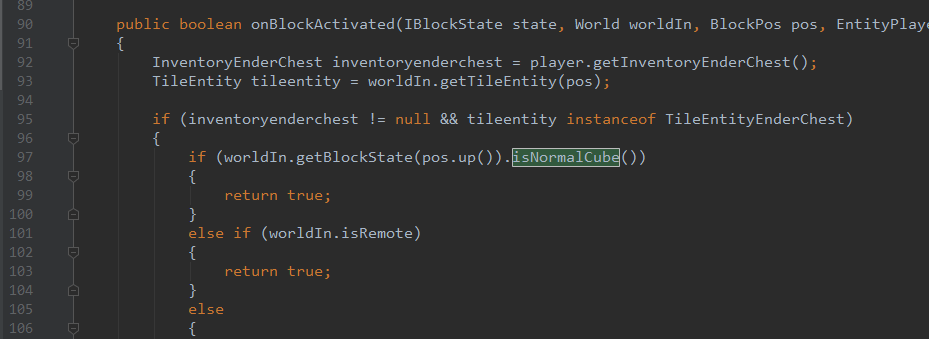 89
90 public boolean onBlockActivated(IBlockState state, World worldIn, BlockPos pos, EntityPlaye
91 {
92 InventoryEnderChest inventoryenderchest = player.getInventoryEnderChest();
93 TileEntity tileentity = worldIn.getTileEntity(pos);
94
95 if (inventoryenderchest != null && tileentity instanceof TileEntityEnderChest)
96 {
97 if (worldIn.getBlockState(pos.up()).isNormalCube())
98 {
99 return true;
100 }
101 else if (worldIn.isRemote)
102 {
103 return true;
104 }
105 else
106 {